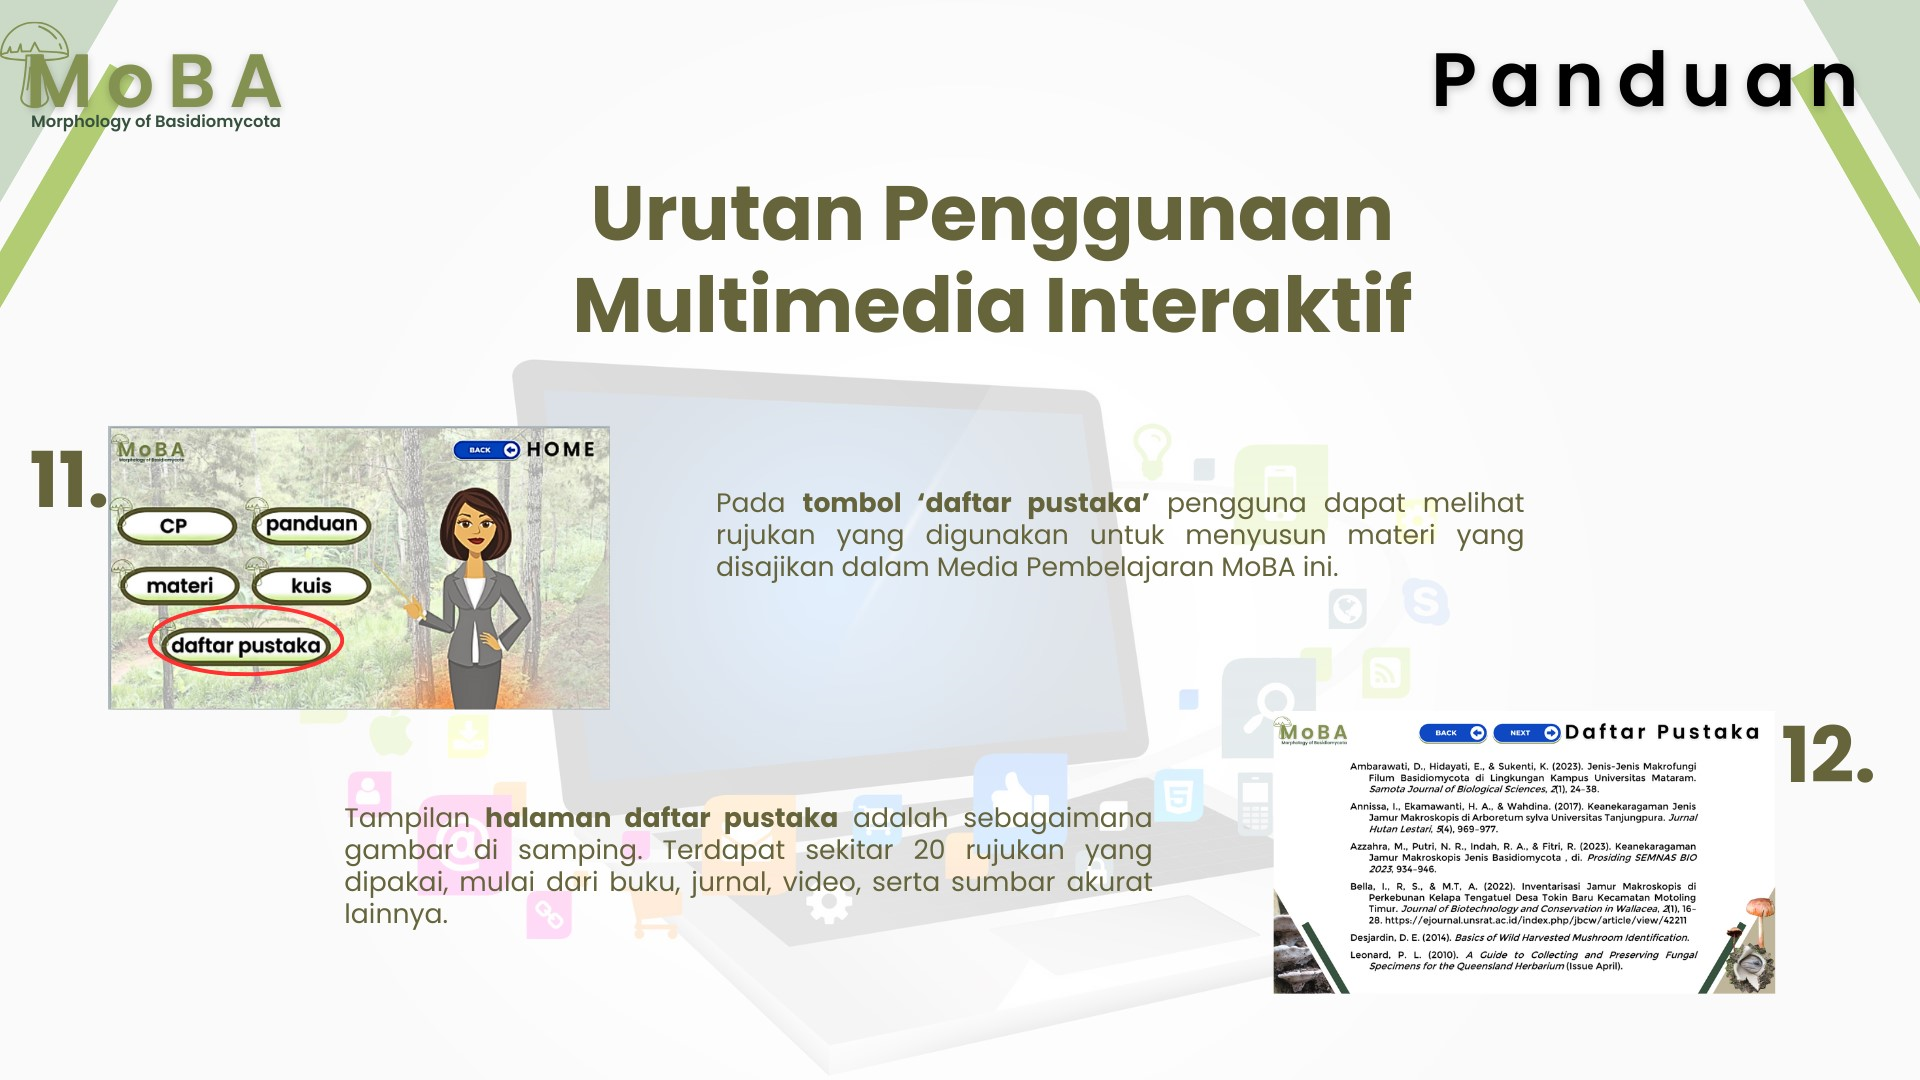 MoBA
Morphology of Basidiomycota
Panduan
Urutan Penggunaan
Multimedia Interaktif
11.
MoBA
Morphology of Basidiomycota
BACK
HOME
CP
panduan
materi
kuis
daftar pustaka
Pada tombol ‘daftar pustaka’ pengguna dapat melihat
rujukan yang digunakan untuk menyusun materi yang
disajikan dalam Media Pembelajaran MoBA ini.
12.
MoBA
Morphology of Basidiomycota
BACK
NEXT
Daftar Pustaka
Ambarawati, D., Hidayati, E., & Sukenti, K. (2023). Jenis-Jenis Makrofungi
Filum Basidiomycota di Lingkungan Kampus Universitas Mataram.
Samota Journal of Biological Sciences, 2(1), 24–38.
Annissa, I., Ekamawanti, H. A., & Wahdina. (2017). Keanekaragaman Jenis
Jamur Makroskopis di Arboretum sylva Universitas Tanjungpura. Jurnal
Hutan Lestari, 5(4), 969–977.
Azzahra, M., Putri, N. R., Indah, R. A., & Fitri, R. (2023). Keanekaragaman
Jamur Makroskopis Jenis Basidiomycota , di. Prosiding SEMNAS BIO
2023, 934–946.
Bella, I., R, S., & M.T, A. (2022). Inventarisasi Jamur Makroskopis di
Perkebunan Kelapa Tengatuel Desa Tokin Baru Kecamatan Motoling
Timur. Journal of Biotechnology and Conservation in Wallacea, 2(1), 16–
28. https://ejournal.unsrat.ac.id/index.php/jbcw/article/view/42211
Desjardin, D. E. (2014). Basics of Wild Harvested Mushroom Identification.
Leonard, P. L. (2010). A Guide to Collecting and Preserving Fungal
Specimens for the Queensland Herbarium (Issue April).
Tampilan halaman daftar pustaka adalah sebagaimana
gambar di samping. Terdapat sekitar 20 rujukan yang
dipakai, mulai dari buku, jurnal, video, serta sumbar akurat
lainnya.